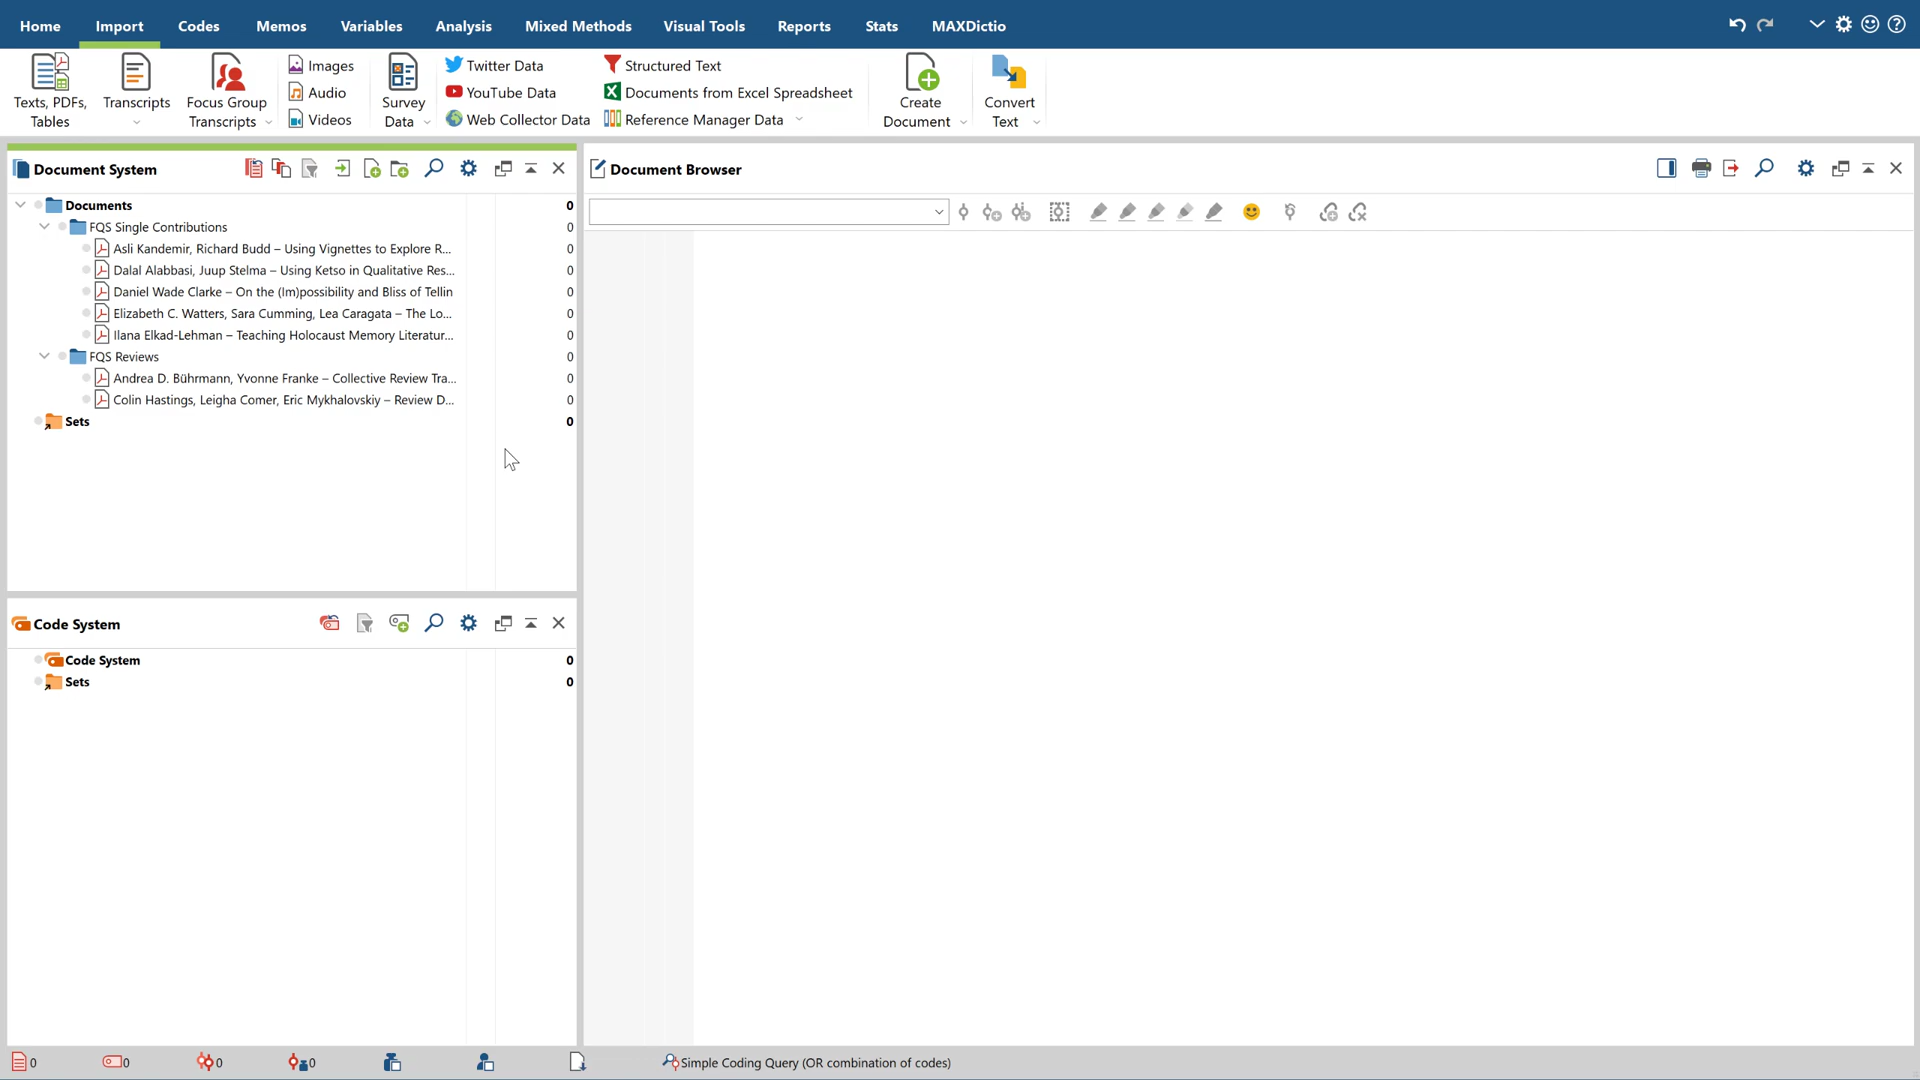 Home Import Codes Memos Variables Analysis Mixed Methods Visual Tools Reports Stats MAXDictio
Texts, PDFs,
Tables
Transcripts
Focus Group
Transcripts
Images
Audio
Videos
Survey
Data
Twitter Data
YouTube Data
Web Collector Data
Structured Text
Documents from Excel Spreadsheet
Reference Manager Data
Create
Document
Convert
Text
Document System
Documents 0
FQS Single Contributions 0
Asli Kandemir, Richard Budd – Using Vignettes to Explore R... 0
Dalal Alabbasi, Juup Stelma – Using Ketso in Qualitative Res... 0
Daniel Wade Clarke – On the (Im)possibility and Bliss of Tellin 0
Elizabeth C. Watters, Sara Cumming, Lea Caragata – The Lo... 0
Ilana Elkad-Lehman – Teaching Holocaust Memory Literatur... 0
FQS Reviews 0
Andrea D. Bührmann, Yvonne Franke – Collective Review Tra... 0
Colin Hastings, Leigha Comer, Eric Mykhalovskiy – Review D... 0
Sets 0
Document Browser
Code System
Code System 0
Sets 0
0 0 0 0 Simple Coding Query (OR combination of codes)